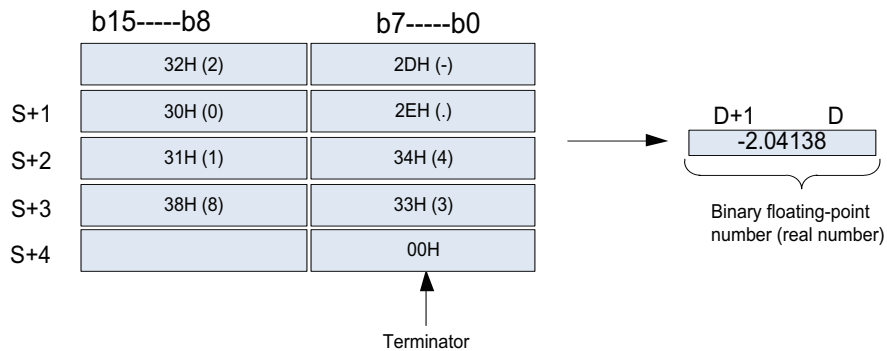 b15-----b8 b7-----b0
32H (2) 2DH (-)
S+1 30H (0) 2EH (.)
S+2 31H (1) 34H (4)
S+3 38H (8) 33H (3)
S+4 00H
Terminator
D+1 D
-2.04138
Binary floating-point
number (real number)